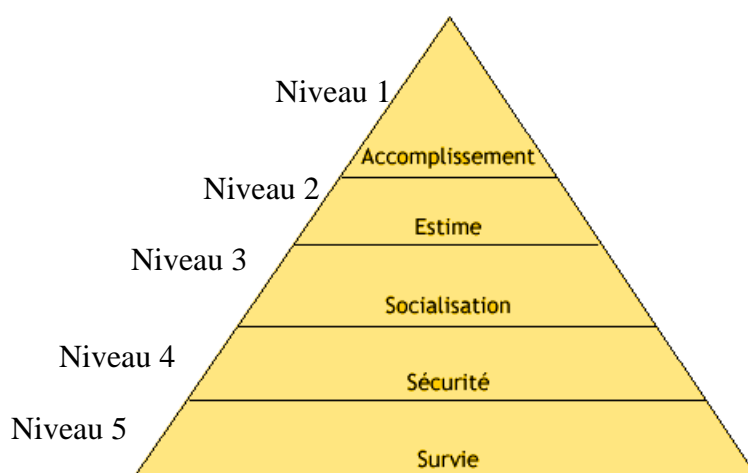 Niveau 1
Accomplissement
Niveau 2
Estime
Niveau 3
Socialisation
Niveau 4
Sécurité
Niveau 5
Survie